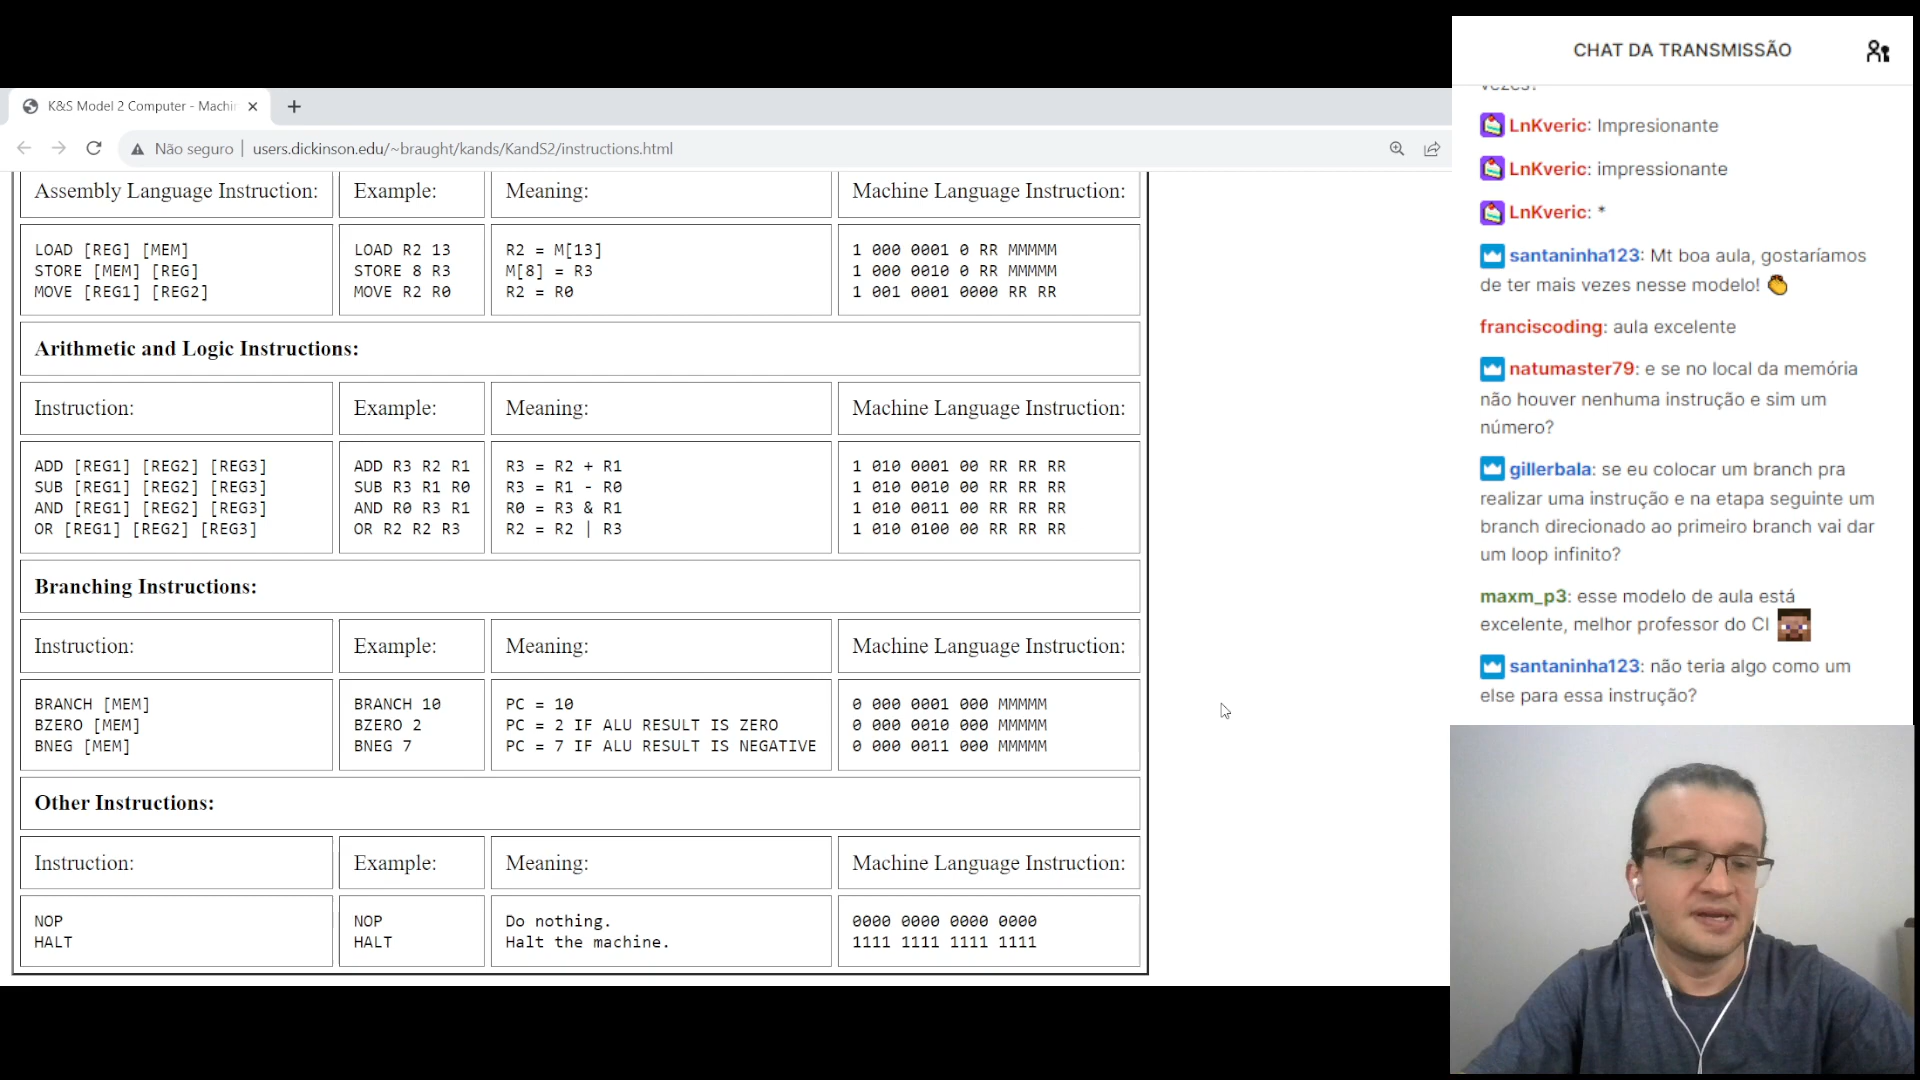 K&S Model 2 Computer - Machi
Não seguro
users.dickinson.edu/~braught/kands/KandS2/instructions.html
Assembly Language Instruction: Example: Meaning: Machine Language Instruction:
LOAD [REG] [MEM] LOAD R2 13 R2 = M[13] 1 000 0001 0 RR MMMMM
STORE [MEM] [REG] STORE 8 R3 M[8] = R3 1 000 0010 0 RR MMMMM
MOVE [REG1] [REG2] MOVE R2 R0 R2 = R0 1 001 0001 0000 RR RR
Arithmetic and Logic Instructions:
Instruction: Example: Meaning: Machine Language Instruction:
ADD [REG1] [REG2] [REG3] ADD R3 R2 R1 R3 = R2 + R1 1 010 0001 00 RR RR RR
SUB [REG1] [REG2] [REG3] SUB R3 R1 R0 R3 = R1 - R0 1 010 0010 00 RR RR RR
AND [REG1] [REG2] [REG3] AND R0 R3 R1 R0 = R3 & R1 1 010 0011 00 RR RR RR
OR [REG1] [REG2] [REG3] OR R2 R2 R3 R2 = R2 | R3 1 010 0100 00 RR RR RR
Branching Instructions:
Instruction: Example: Meaning: Machine Language Instruction:
BRANCH [MEM] BRANCH 10 PC = 10 0 000 0001 000 MMMMM
BZERO [MEM] BZERO 2 PC = 2 IF ALU RESULT IS ZERO 0 000 0010 000 MMMMM
BNEG [MEM] BNEG 7 PC = 7 IF ALU RESULT IS NEGATIVE 0 000 0011 000 MMMMM
Other Instructions:
Instruction: Example: Meaning: Machine Language Instruction:
NOP NOP Do nothing. 0000 0000 0000 0000
HALT HALT Halt the machine. 1111 1111 1111 1111
CHAT DA TRANSMISSÃO
vezes?
LnKveric: Impresionante
LnKveric: impressionante
LnKveric: *
santaninha123: Mt boa aula, gostaríamos
de ter mais vezes nesse modelo!
franciscoding: aula excelente
natumaster79: e se no local da memória
não houver nenhuma instrução e sim um
número?
gillerbala: se eu colocar um branch pra
realizar uma instrução e na etapa seguinte um
branch direcionado ao primeiro branch vai dar
um loop infinito?
maxm_p3: esse modelo de aula está
excelente, melhor professor do CI
santaninha123: não teria algo como um
else para essa instrução?